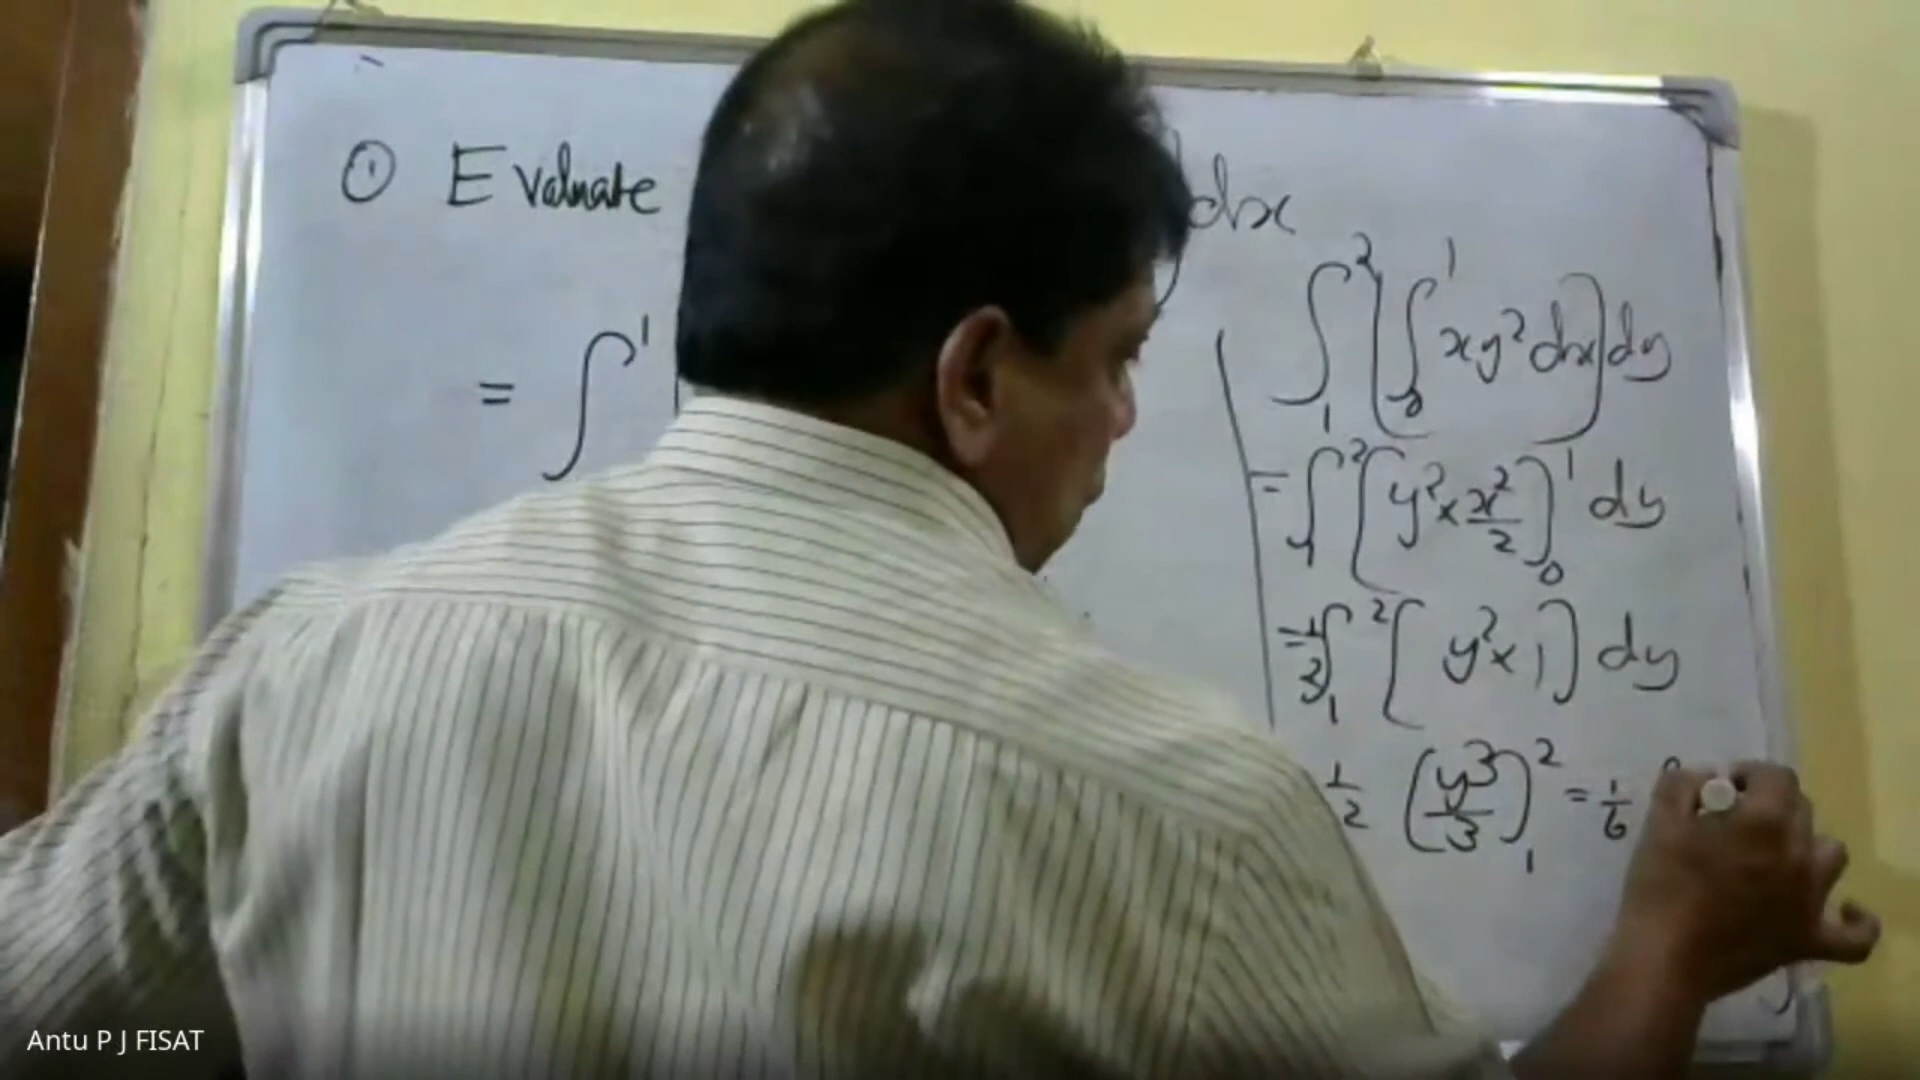 ① Evaluate dx
= ∫ 1
∫₁² (∫₀¹ xy² dx) dy
= ∫₁² [y² × x²/2]₀¹ dy
= 1/2 ∫₁² [y² × 1] dy
1/2 (y³/3)₁² = 1/6
Antu P J FISAT